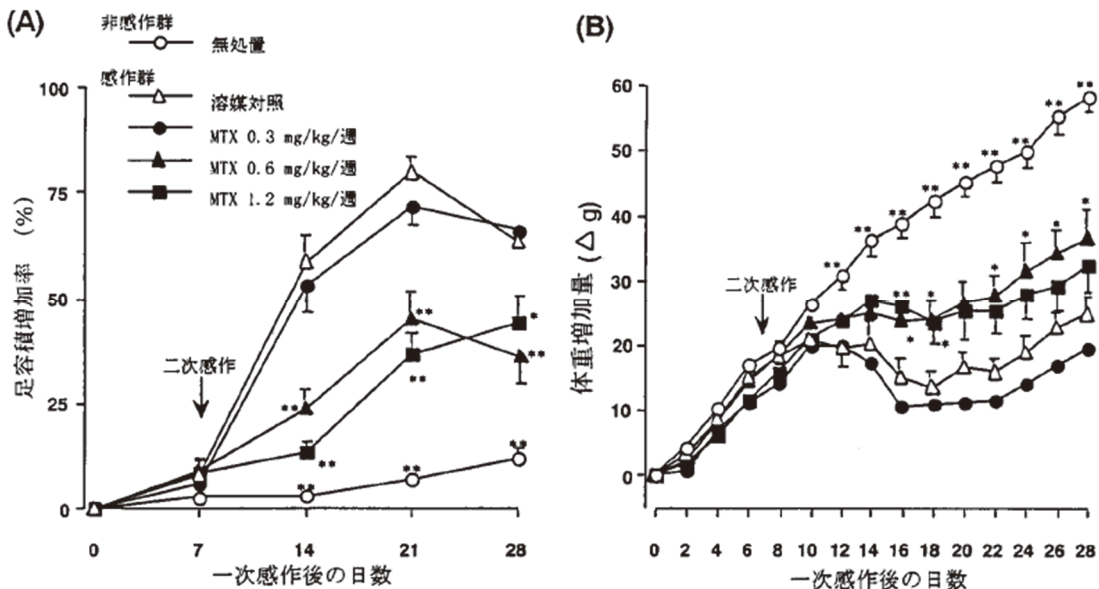 (A)
非感作群
無処置
感作群
溶媒対照
MTX 0.3 mg/kg/週
MTX 0.6 mg/kg/週
MTX 1.2 mg/kg/週
足容積増加率 (%)
100
75
50
25
0
二次感作
** ** ** ** ** ** * ** **
0 7 14 21 28
一次感作後の日数
(B)
体重増加量 (△g)
60
50
40
30
20
10
0
二次感作
** ** ** ** ** ** ** ** **
** * * * * * * *
0 2 4 6 8 10 12 14 16 18 20 22 24 26 28
一次感作後の日数